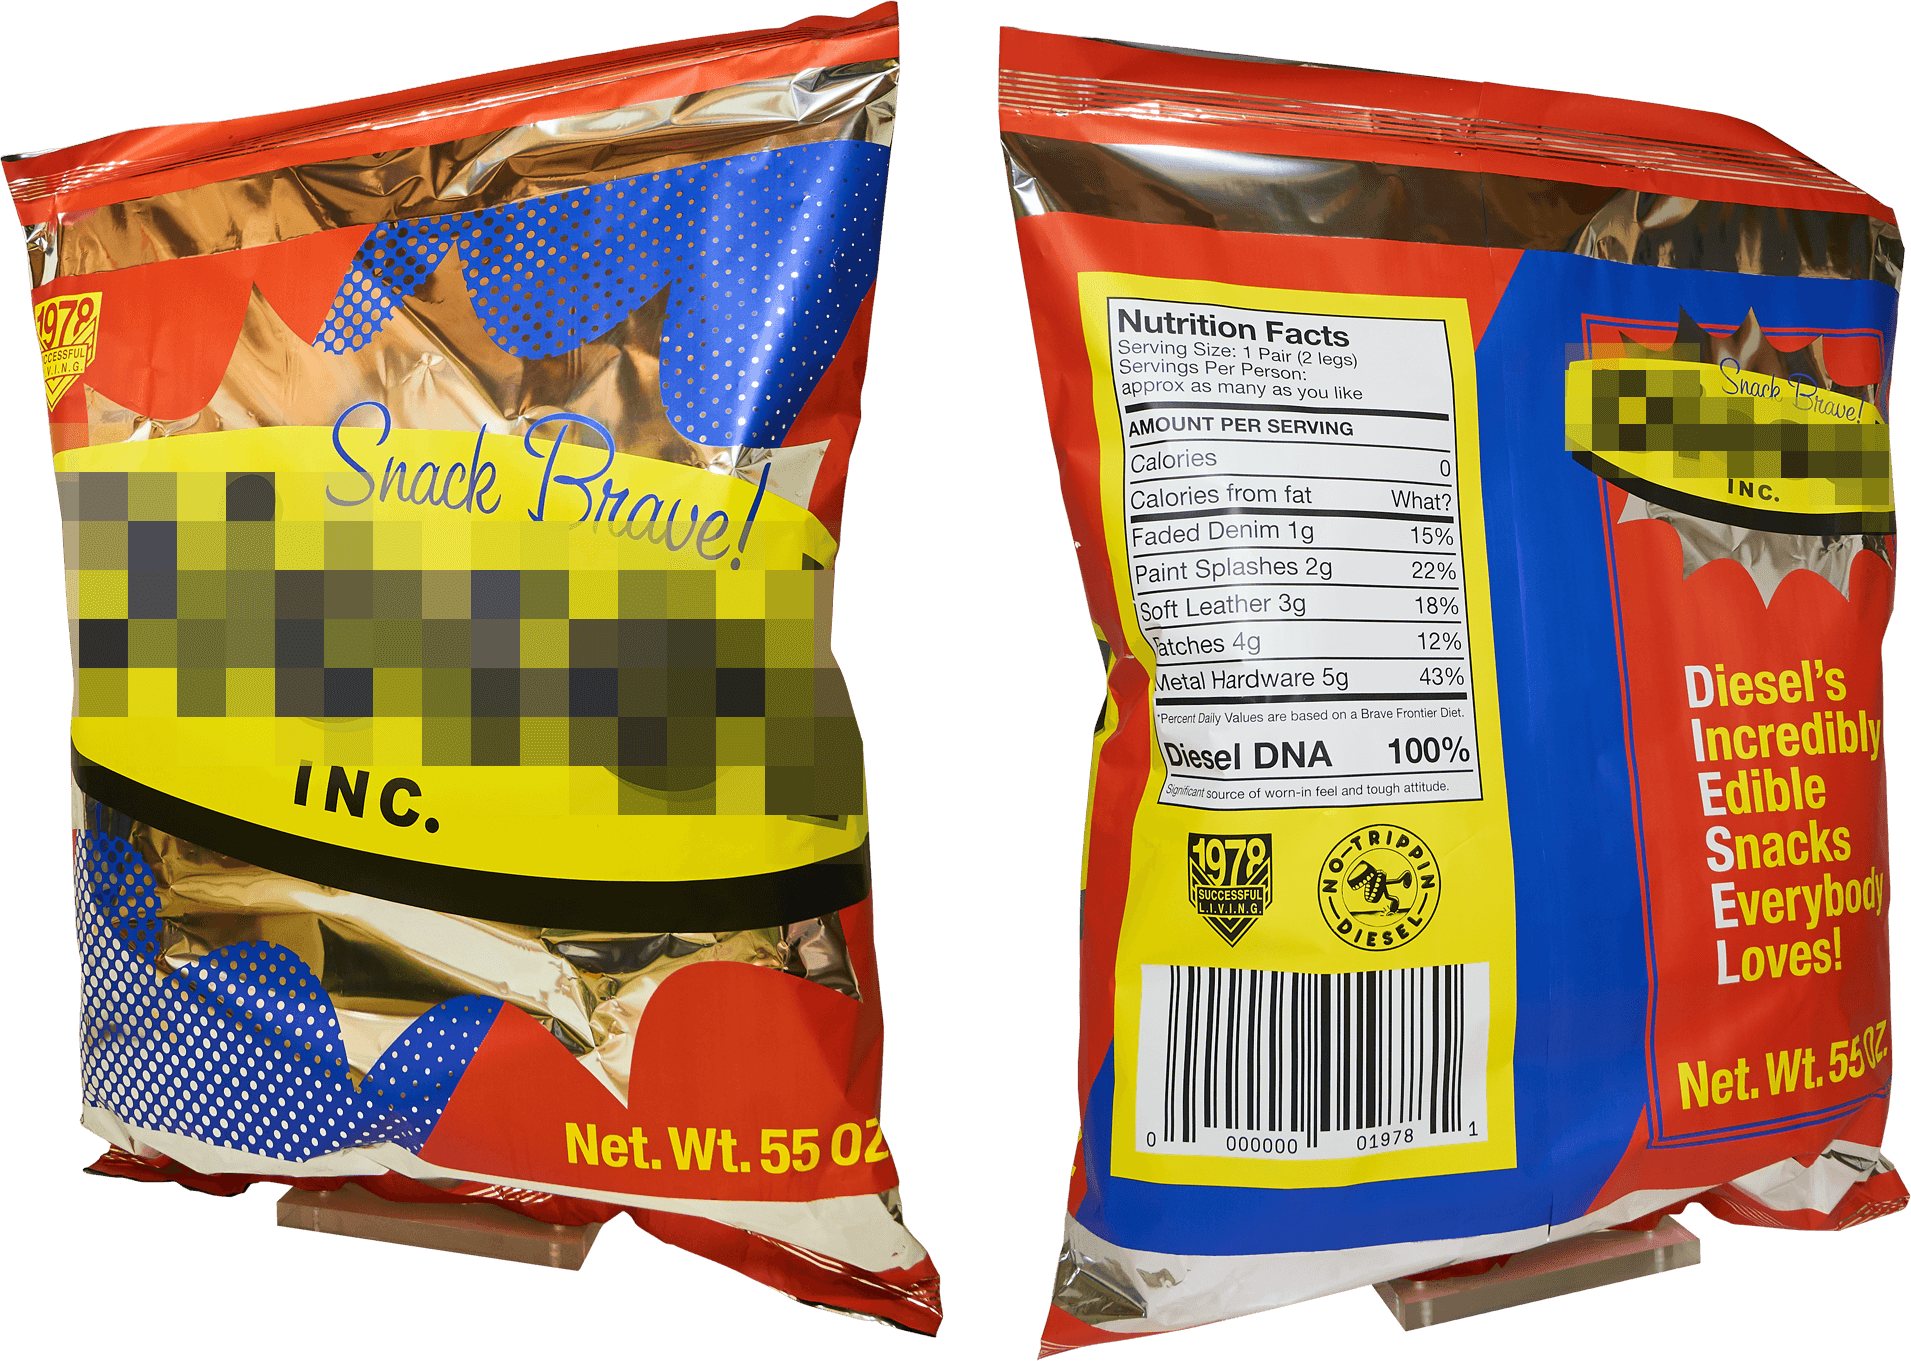 1978
SUCCESSFUL
L.I.V.I.N.G.
Snack Brave!
INC.
Net. Wt. 55 OZ.
Nutrition Facts
Serving Size: 1 Pair (2 legs)
Servings Per Person:
approx as many as you like
AMOUNT PER SERVING
Calories 0
Calories from fat What?
Faded Denim 1g 15%
Paint Splashes 2g 22%
Soft Leather 3g 18%
Patches 4g 12%
Metal Hardware 5g 43%
*Percent Daily Values are based on a Brave Frontier Diet.
Diesel DNA 100%
Significant source of worn-in feel and tough attitude.
1978
SUCCESSFUL
L.I.V.I.N.G.
NO-TRIPPIN
DIESEL
0 000000 01978 1
Snack Brave!
INC.
Diesel's
Incredibly
Edible
Snacks
Everybody
Loves!
Net. Wt. 55 OZ.